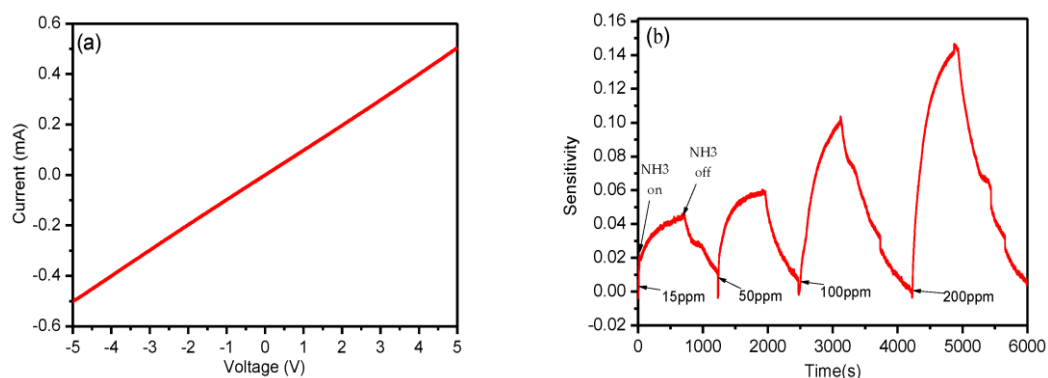 (a)
0.6
0.4
0.2
0.0
-0.2
-0.4
-0.6
Current (mA)
-5 -4 -3 -2 -1 0 1 2 3 4 5
Voltage (V)
(b)
0.16
0.14
0.12
0.10
0.08
0.06
0.04
0.02
0.00
-0.02
Sensitivity
NH3
on
NH3
off
15ppm
50ppm
100ppm
200ppm
0 1000 2000 3000 4000 5000 6000
Time(s)